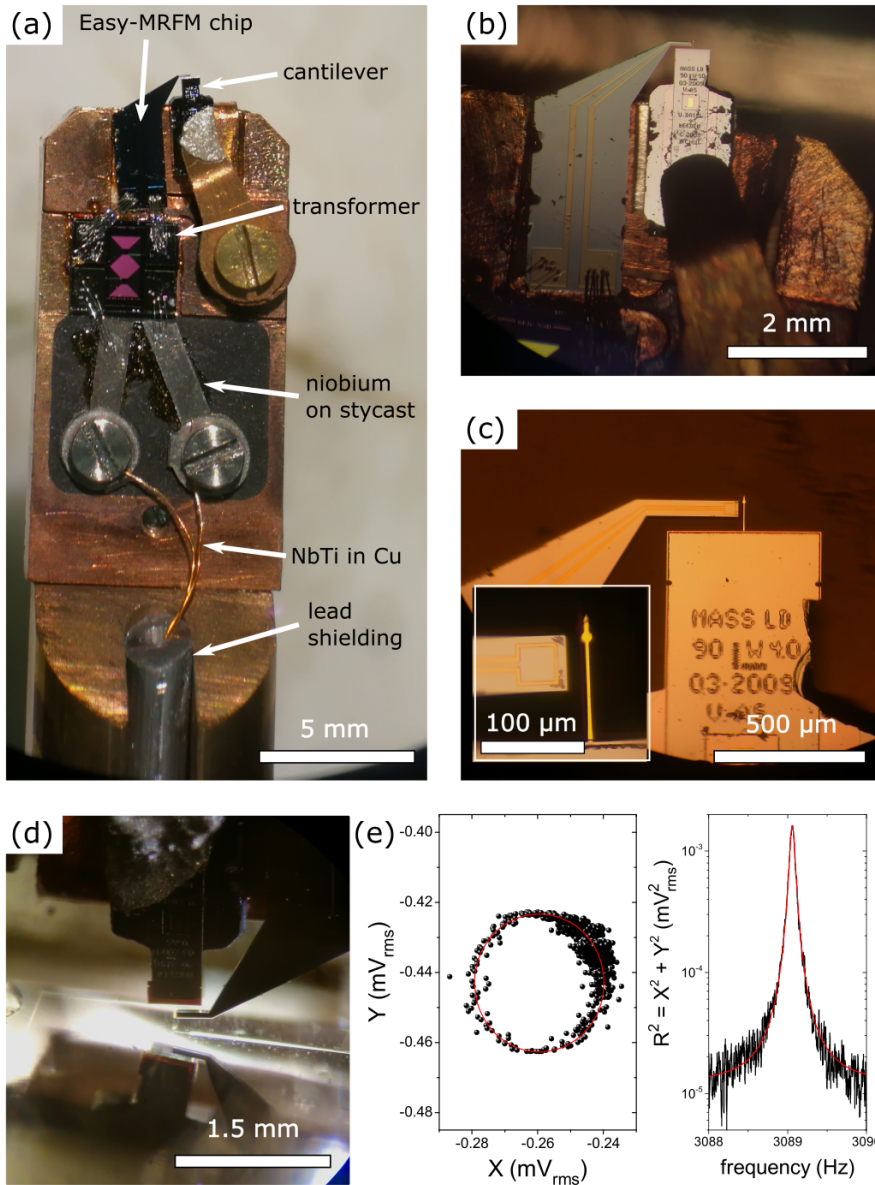 (a)
Easy-MRFM chip
cantilever
transformer
niobium
on stycast
NbTi in Cu
lead
shielding
5 mm
(b)
2 mm
(c)
MASS LD
90 W 4.0
03-2009
100 µm
500 µm
(d)
1.5 mm
(e)
-0.40
-0.42
-0.44
-0.46
-0.48
Y (mVrms)
-0.28 -0.26 -0.24
X (mVrms)
R² = X² + Y² (mV²rms)
10⁻³
10⁻⁴
10⁻⁵
3088 3089 3090
frequency (Hz)